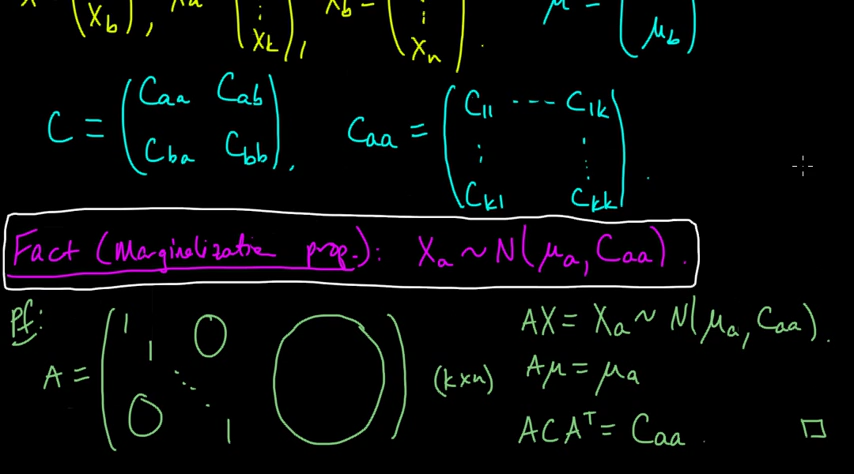 X = (X_b), X_a = (⋮ X_k), X_b = (⋮ X_n). μ = (μ_b)
C = (C_aa C_ab C_ba C_bb), C_aa = (C_11 --- C_1k ⋮ ⋮ C_k1 C_kk).
Fact (Marginalization prop.): X_a ~ N(μ_a, C_aa).
Pf: A = (1 1 ⋱ 1 0 0 0) (k×n)
AX = X_a ~ N(μ_a, C_aa).
Aμ = μ_a
ACA^T = C_aa. □